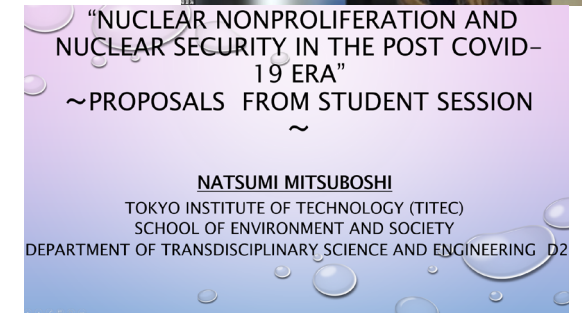 “NUCLEAR NONPROLIFERATION AND
NUCLEAR SECURITY IN THE POST COVID-
19 ERA”
～PROPOSALS FROM STUDENT SESSION
～
NATSUMI MITSUBOSHI
TOKYO INSTITUTE OF TECHNOLOGY (TITEC)
SCHOOL OF ENVIRONMENT AND SOCIETY
DEPARTMENT OF TRANSDISCIPLINARY SCIENCE AND ENGINEERING D2